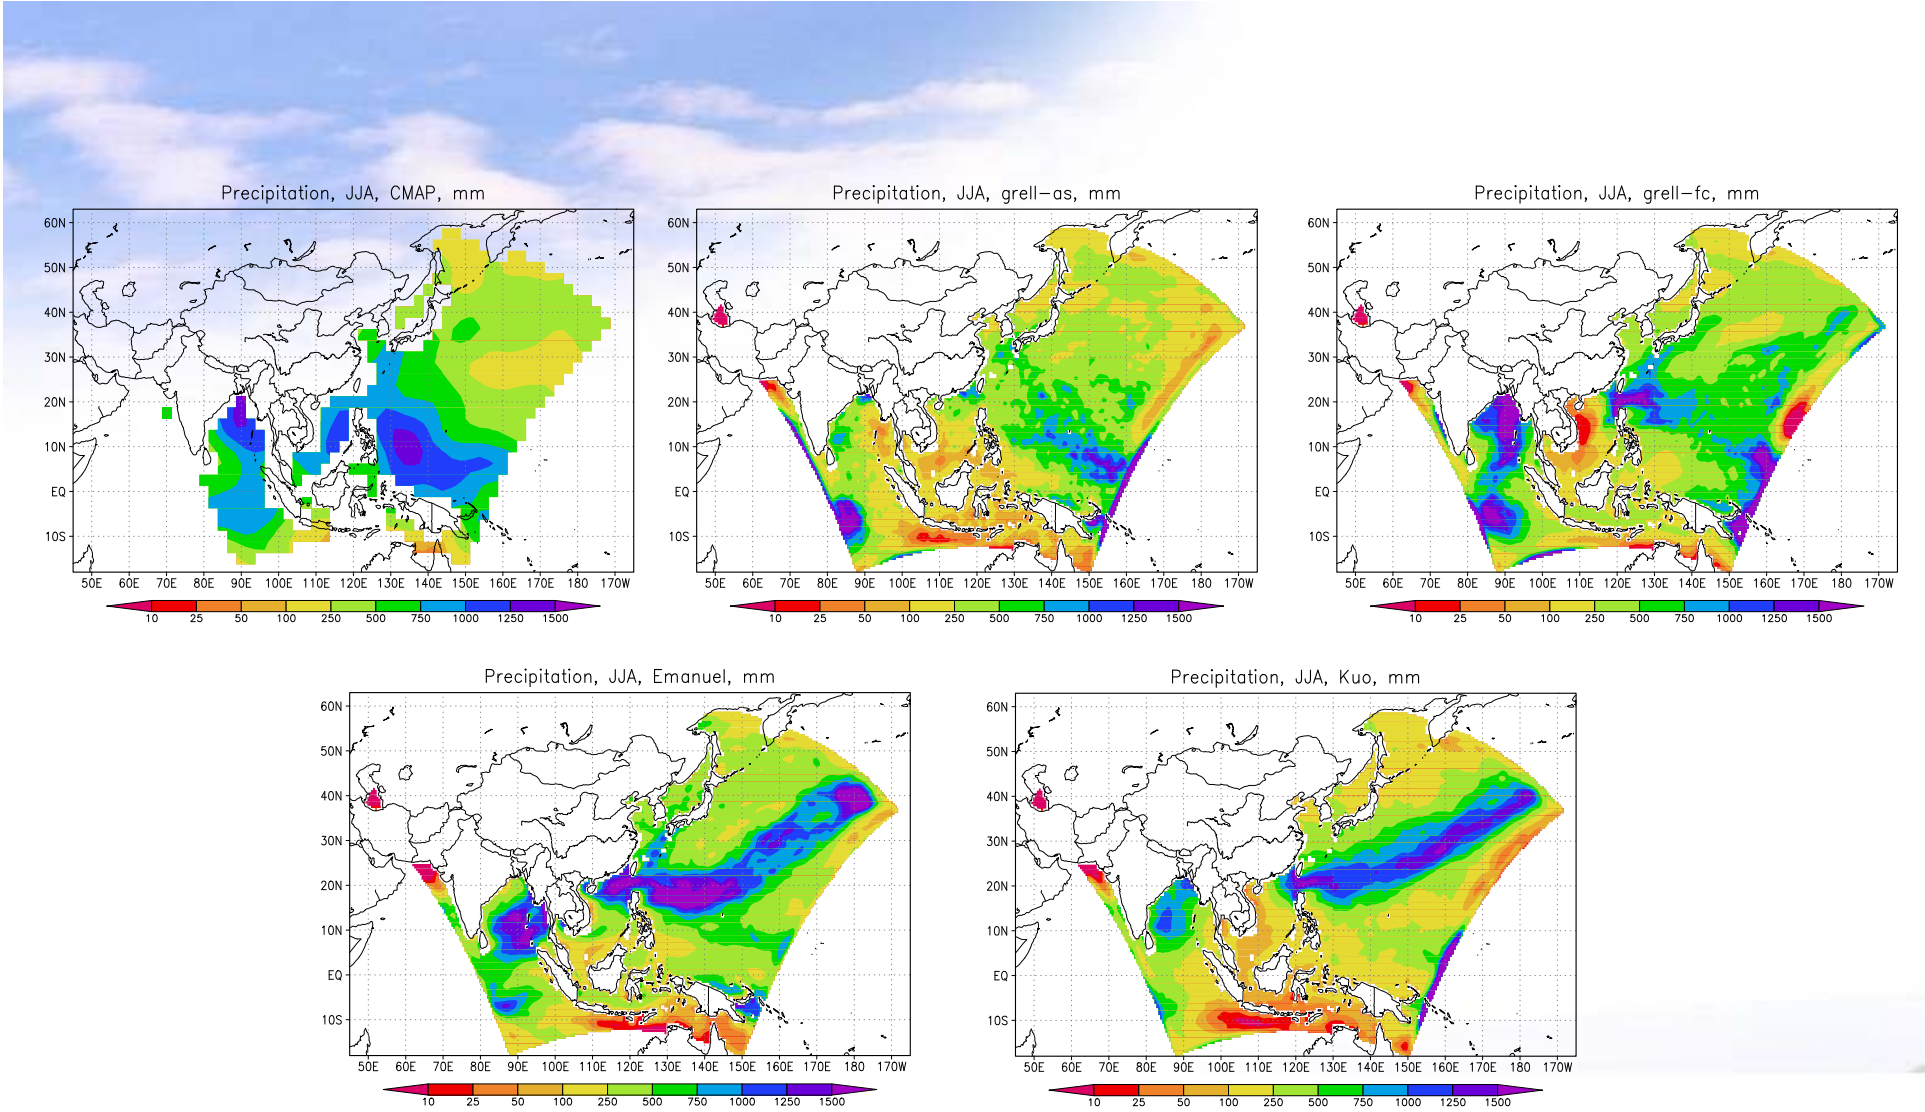 Precipitation, JJA, CMAP, mm
60N
50N
40N
30N
20N
10N
EQ
10S
50E 60E 70E 80E 90E 100E 110E 120E 130E 140E 150E 160E 170E 180 170W
10 25 50 100 250 500 750 1000 1250 1500
Precipitation, JJA, grell-as, mm
60N
50N
40N
30N
20N
10N
EQ
10S
50E 60E 70E 80E 90E 100E 110E 120E 130E 140E 150E 160E 170E 180 170W
10 25 50 100 250 500 750 1000 1250 1500
Precipitation, JJA, grell-fc, mm
60N
50N
40N
30N
20N
10N
EQ
10S
50E 60E 70E 80E 90E 100E 110E 120E 130E 140E 150E 160E 170E 180 170W
10 25 50 100 250 500 750 1000 1250 1500
Precipitation, JJA, Emanuel, mm
60N
50N
40N
30N
20N
10N
EQ
10S
50E 60E 70E 80E 90E 100E 110E 120E 130E 140E 150E 160E 170E 180 170W
10 25 50 100 250 500 750 1000 1250 1500
Precipitation, JJA, Kuo, mm
60N
50N
40N
30N
20N
10N
EQ
10S
50E 60E 70E 80E 90E 100E 110E 120E 130E 140E 150E 160E 170E 180 170W
10 25 50 100 250 500 750 1000 1250 1500